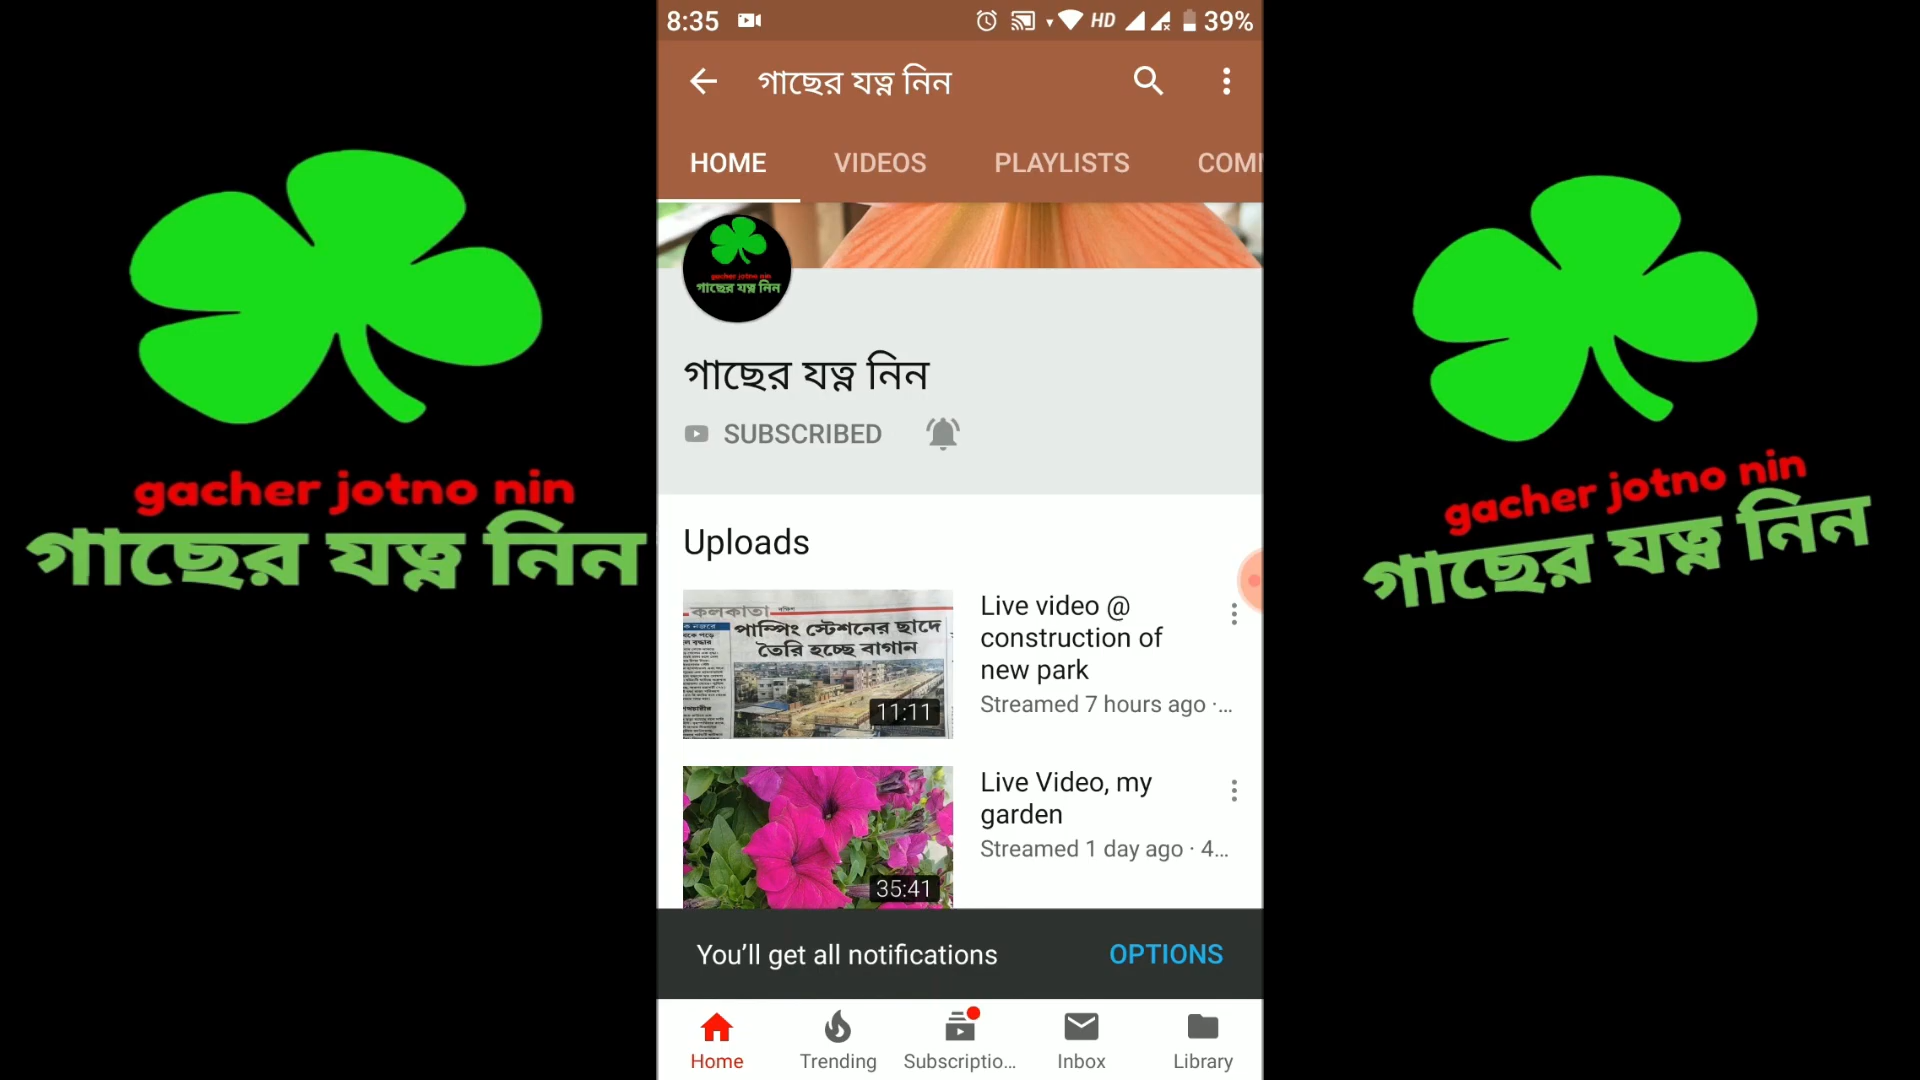 8:35
HD
39%
গাছের যত্ন নিন
HOME
VIDEOS
PLAYLISTS
gacher jotno nin
গাছের যত্ন নিন
gacher jotno nin
গাছের যত্ন নিন
gacher jotno nin
গাছের যত্ন নিন
গাছের যত্ন নিন
SUBSCRIBED
Uploads
কলকাতা
পাম্পিং স্টেশনের ছাদে
তৈরি হচ্ছে বাগান
11:11
Live video @
construction of
new park
Streamed 7 hours ago ·...
35:41
Live Video, my
garden
Streamed 1 day ago · 4...
You'll get all notifications
OPTIONS
Home
Trending
Subscriptio...
Inbox
Library